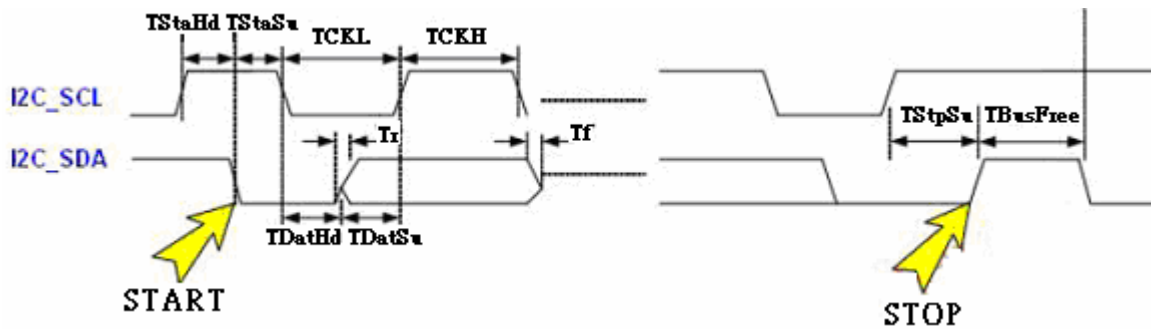 TStaHd TStaSu
TCKL
TCKH
I2C_SCL
TStpSu
TBusFree
Tr
Tf
I2C_SDA
TDatHd
TDatSu
START
STOP